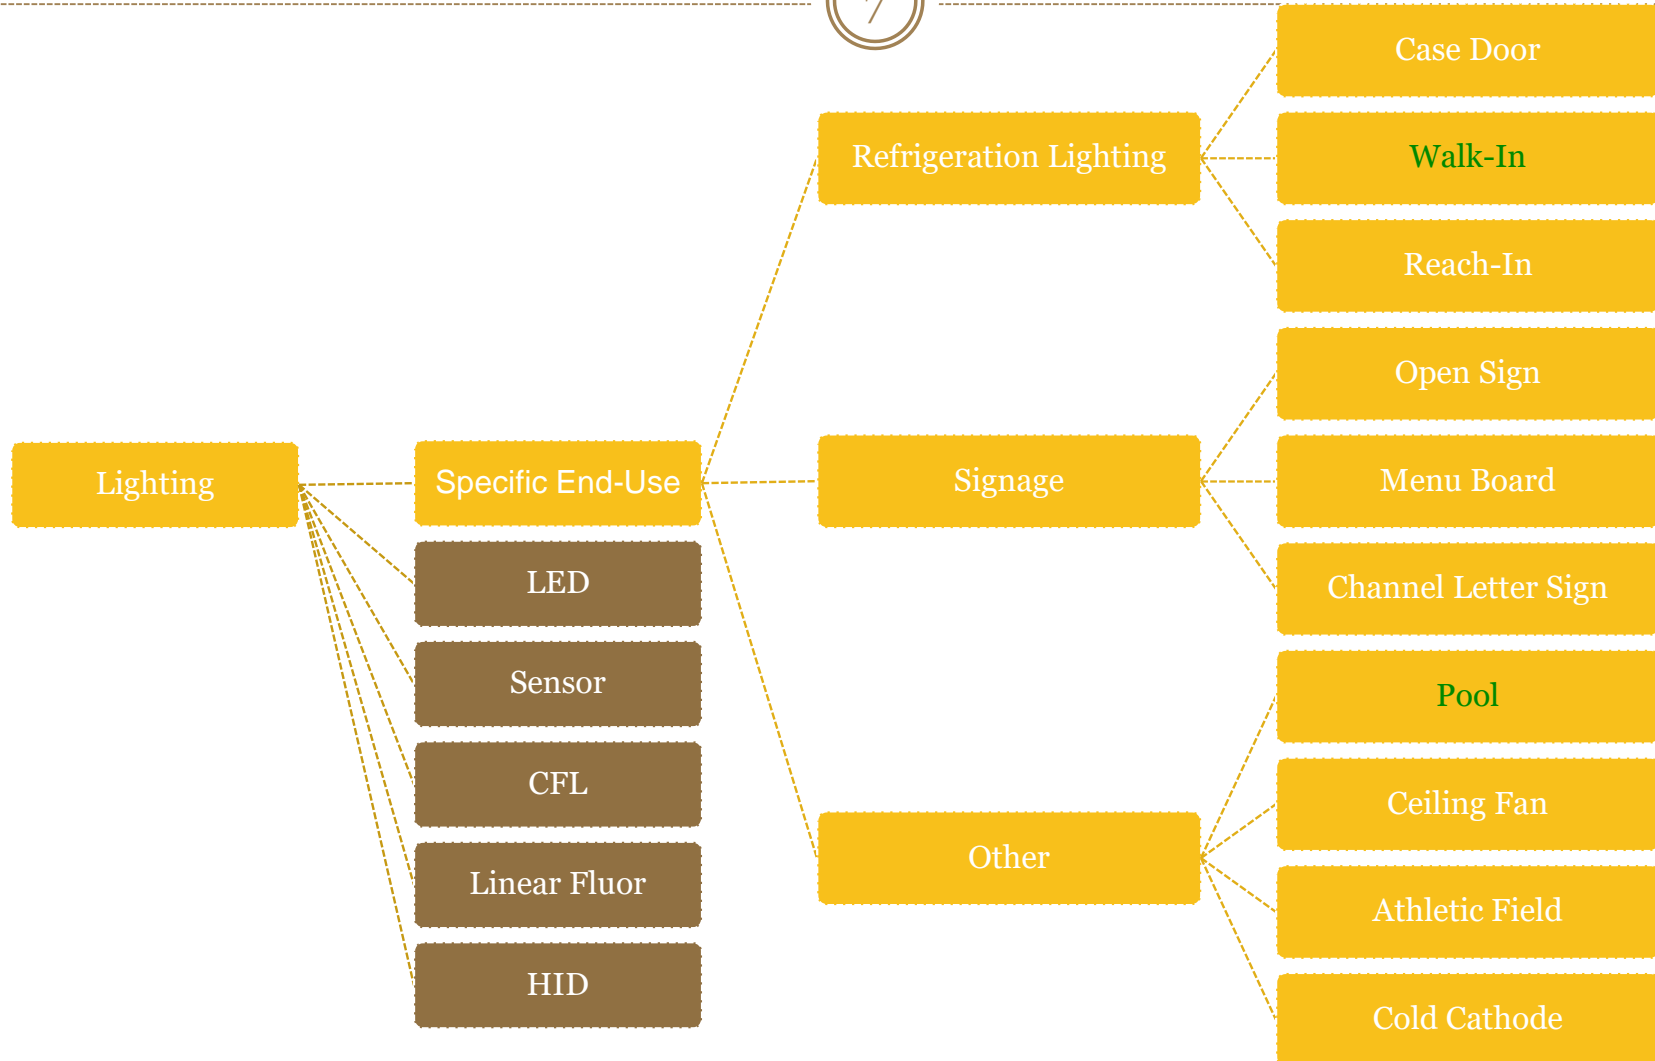 Case Door
Refrigeration Lighting
Walk-In
Reach-In
Open Sign
Lighting
Specific End-Use
Signage
Menu Board
LED
Channel Letter Sign
Sensor
Pool
CFL
Ceiling Fan
Other
Linear Fluor
Athletic Field
HID
Cold Cathode